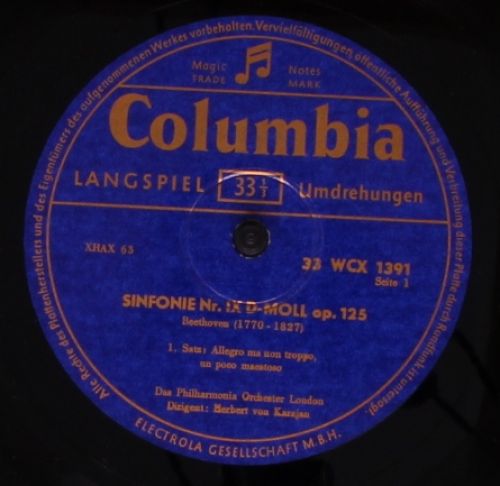 Alle Rechte des Plattenherstellers und des Eigentümers des aufgenommenen Werkes vorbehalten. Vervielfältigungen, öffentliche Aufführung und Verbreitung dieser Platte durch Rundfunk ist untersagt
Magic Notes
TRADE MARK
Columbia
LANGSPIEL 33 1/3 Umdrehungen
XHAX 63
33 WCX 1391
Seite 1
SINFONIE Nr. IX D-MOLL op. 125
Beethoven (1770 - 1827)
1. Satz: Allegro ma non troppo,
un poco maestoso
Das Philharmonia Orchester London
Dirigent: Herbert von Karajan
ELECTROLA GESELLSCHAFT M.B.H.